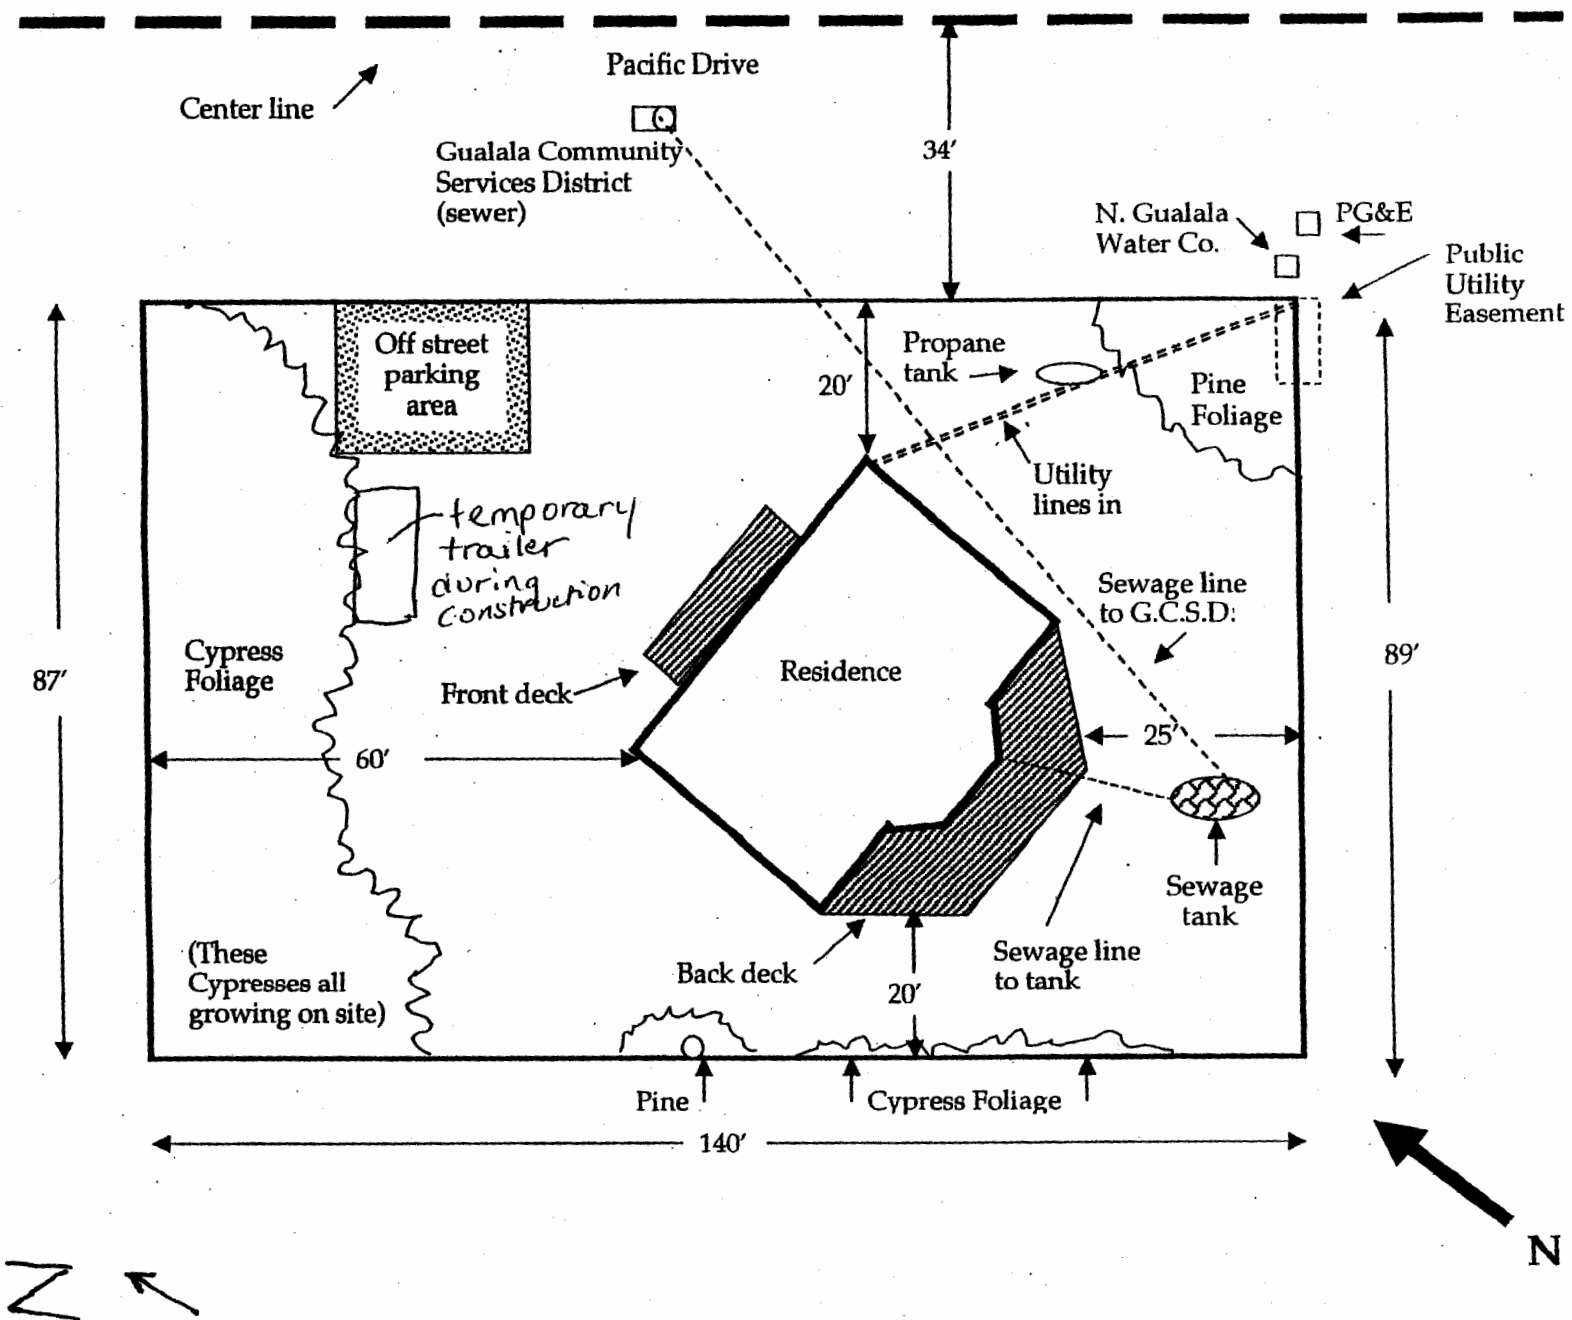 Pacific Drive
Center line
Gualala Community
Services District
(sewer)
34'
N. Gualala
Water Co.
PG&E
Public
Utility
Easement
Off street
parking
area
20'
Propane
tank
Pine
Foliage
Utility
lines in
temporary
trailer
during
construction
Sewage line
to G.C.S.D.
Cypress
Foliage
87'
Front deck
Residence
89'
60'
25'
Sewage
tank
(These
Cypresses all
growing on site)
Back deck
20'
Sewage line
to tank
Pine
Cypress Foliage
140'
N
N